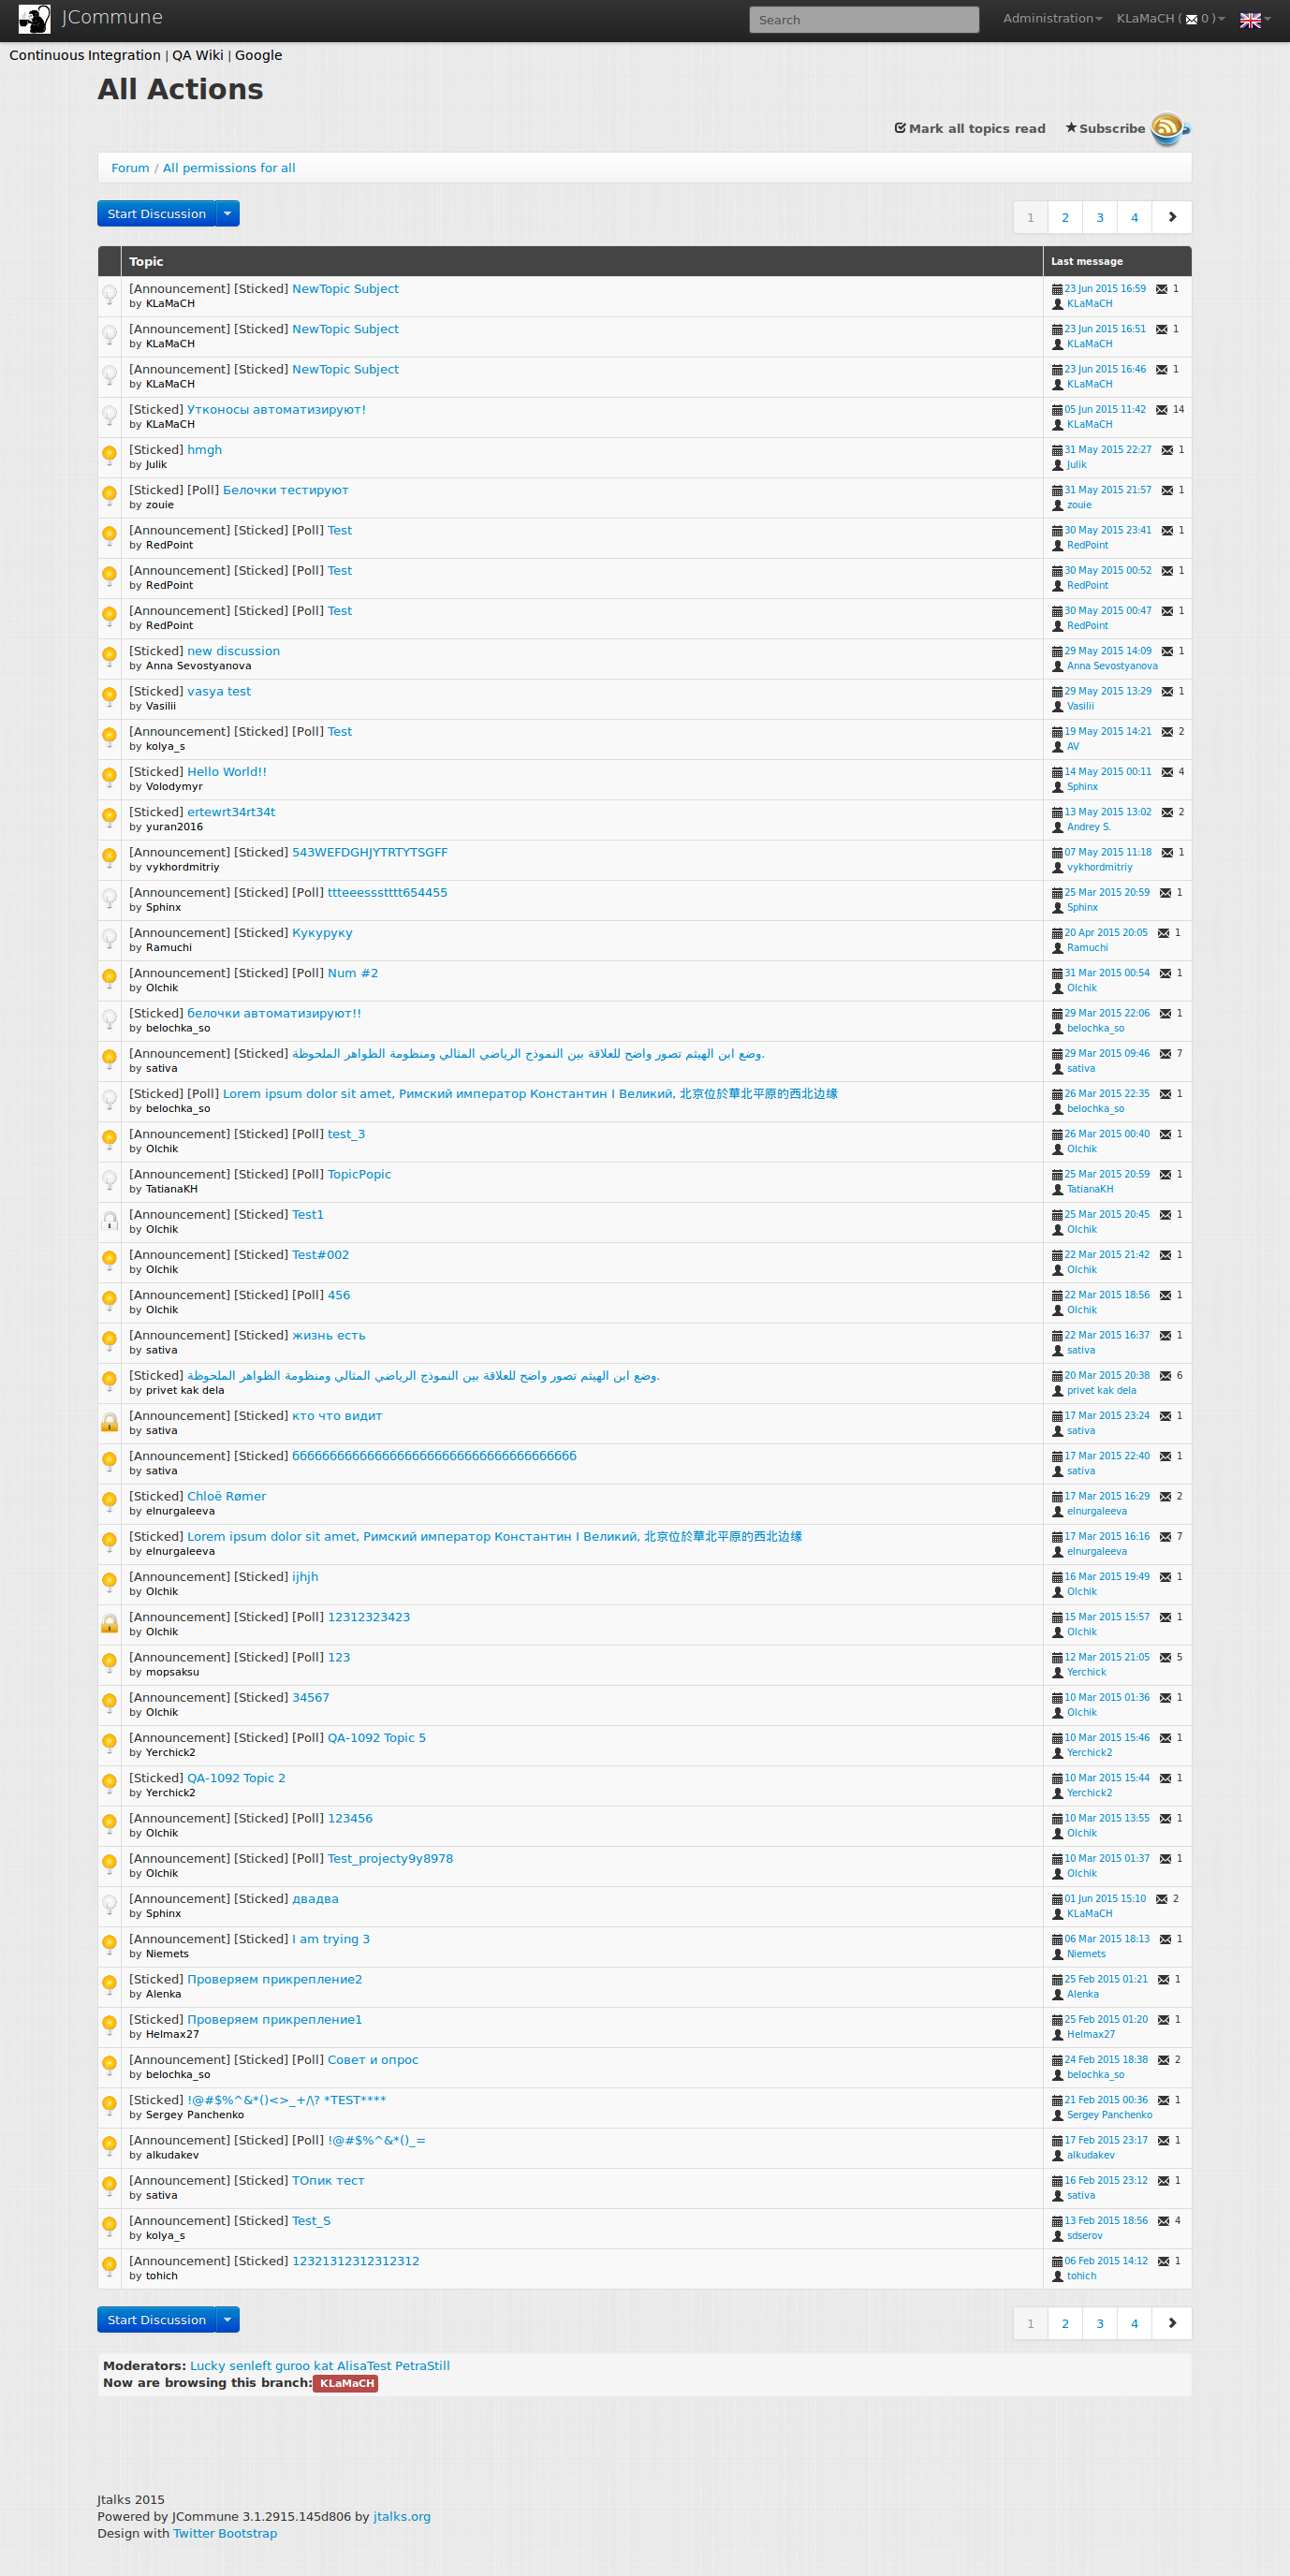 JCommune
Search
Administration
KLaMaCH ( 0 )
Continuous Integration | QA Wiki | Google
All Actions
Mark all topics read Subscribe
Forum / All permissions for all
Start Discussion
1 2 3 4
Topic Last message
[Announcement] [Sticked] NewTopic Subject 23 Jun 2015 16:59 1
by KLaMaCH KLaMaCH
[Announcement] [Sticked] NewTopic Subject 23 Jun 2015 16:51 1
by KLaMaCH KLaMaCH
[Announcement] [Sticked] NewTopic Subject 23 Jun 2015 16:46 1
by KLaMaCH KLaMaCH
[Sticked] Утконосы автоматизируют! 05 Jun 2015 11:42 14
by KLaMaCH KLaMaCH
[Sticked] hmgh 31 May 2015 22:27 1
by Julik Julik
[Sticked] [Poll] Белочки тестируют 31 May 2015 21:57 1
by zouie zouie
[Announcement] [Sticked] [Poll] Test 30 May 2015 23:41 1
by RedPoint RedPoint
[Announcement] [Sticked] [Poll] Test 30 May 2015 00:52 1
by RedPoint RedPoint
[Announcement] [Sticked] [Poll] Test 30 May 2015 00:47 1
by RedPoint RedPoint
[Sticked] new discussion 29 May 2015 14:09 1
by Anna Sevostyanova Anna Sevostyanova
[Sticked] vasya test 29 May 2015 13:29 1
by Vasilii Vasilii
[Announcement] [Sticked] [Poll] Test 19 May 2015 14:21 2
by kolya_s AV
[Sticked] Hello World!! 14 May 2015 00:11 4
by Volodymyr Sphinx
[Sticked] ertewrt34rt34t 13 May 2015 13:02 2
by yuran2016 Andrey S.
[Announcement] [Sticked] 543WEFDGHJYTRTYTSGFF 07 May 2015 11:18 1
by vykhordmitriy vykhordmitriy
[Announcement] [Sticked] [Poll] ttteeesssttttt654455 25 Mar 2015 20:59 1
by Sphinx Sphinx
[Announcement] [Sticked] Кукуруку 20 Apr 2015 20:05 1
by Ramuchi Ramuchi
[Announcement] [Sticked] [Poll] Num #2 31 Mar 2015 00:54 1
by Olchik Olchik
[Sticked] белочки автоматизируют!! 29 Mar 2015 22:06 1
by belochka_so belochka_so
[Announcement] [Sticked] وضع ابن الهيثم تصور واضح للعلاقة بين النموذج الرياضي المثالي ومنظومة الظواهر الملحوظة. 29 Mar 2015 09:46 7
by sativa sativa
[Sticked] [Poll] Lorem ipsum dolor sit amet, Римский император Константин I Великий, 北京位於華北平原的西北边缘 26 Mar 2015 22:35 1
by belochka_so belochka_so
[Announcement] [Sticked] [Poll] test_3 26 Mar 2015 00:40 1
by Olchik Olchik
[Announcement] [Sticked] [Poll] TopicPopic 25 Mar 2015 20:59 1
by TatianaKH TatianaKH
[Announcement] [Sticked] Test1 25 Mar 2015 20:45 1
by Olchik Olchik
[Announcement] [Sticked] Test#002 22 Mar 2015 21:42 1
by Olchik Olchik
[Announcement] [Sticked] [Poll] 456 22 Mar 2015 18:56 1
by Olchik Olchik
[Announcement] [Sticked] жизнь есть 22 Mar 2015 16:37 1
by sativa sativa
[Sticked] وضع ابن الهيثم تصور واضح للعلاقة بين النموذج الرياضي المثالي ومنظومة الظواهر الملحوظة. 20 Mar 2015 20:38 6
by privet kak dela privet kak dela
[Announcement] [Sticked] кто что видит 17 Mar 2015 23:24 1
by sativa sativa
[Announcement] [Sticked] 17 Mar 2015 22:40 1
by sativa sativa
[Sticked] Chloë Rømer 17 Mar 2015 16:29 2
by elnurgaleeva elnurgaleeva
[Sticked] Lorem ipsum dolor sit amet, Римский император Константин I Великий, 北京位於華北平原的西北边缘 17 Mar 2015 16:16 7
by elnurgaleeva elnurgaleeva
[Announcement] [Sticked] ijhjh 16 Mar 2015 19:49 1
by Olchik Olchik
[Announcement] [Sticked] [Poll] 12312323423 15 Mar 2015 15:57 1
by Olchik Olchik
[Announcement] [Sticked] [Poll] 123 12 Mar 2015 21:05 5
by mopsaksu Yerchick
[Announcement] [Sticked] 34567 10 Mar 2015 01:36 1
by Olchik Olchik
[Announcement] [Sticked] [Poll] QA-1092 Topic 5 10 Mar 2015 15:46 1
by Yerchick2 Yerchick2
[Sticked] QA-1092 Topic 2 10 Mar 2015 15:44 1
by Yerchick2 Yerchick2
[Announcement] [Sticked] [Poll] 123456 10 Mar 2015 13:55 1
by Olchik Olchik
[Announcement] [Sticked] [Poll] Test_projecty9y8978 10 Mar 2015 01:37 1
by Olchik Olchik
[Announcement] [Sticked] двадва 01 Jun 2015 15:10 2
by Sphinx KLaMaCH
[Announcement] [Sticked] I am trying 3 06 Mar 2015 18:13 1
by Niemets Niemets
[Sticked] Проверяем прикрепление2 25 Feb 2015 01:21 1
by Alenka Alenka
[Sticked] Проверяем прикрепление1 25 Feb 2015 01:20 1
by Helmax27 Helmax27
[Announcement] [Sticked] [Poll] Совет и опрос 24 Feb 2015 18:38 2
by belochka_so belochka_so
[Sticked] !@#$%^&*()<>_+/\? *TEST**** 21 Feb 2015 00:36 1
by Sergey Panchenko Sergey Panchenko
[Announcement] [Sticked] [Poll] !@#$%^&*()_= 17 Feb 2015 23:17 1
by alkudakev alkudakev
[Announcement] [Sticked] ТОпик тест 16 Feb 2015 23:12 1
by sativa sativa
[Announcement] [Sticked] Test_S 13 Feb 2015 18:56 4
by kolya_s sdserov
[Announcement] [Sticked] 12321312312312312 06 Feb 2015 14:12 1
by tohich tohich
Start Discussion
1 2 3 4
Moderators: Lucky senleft guroo kat AlisaTest PetraStill
Now are browsing this branch: KLaMaCH
Jtalks 2015
Powered by JCommune 3.1.2915.145d806 by jtalks.org
Design with Twitter Bootstrap